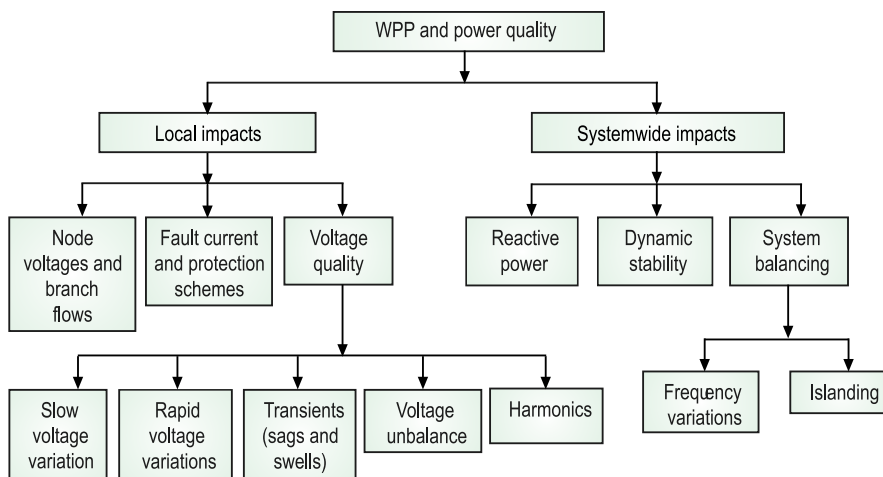 WPP and power quality
Local impacts
Systemwide impacts
Node
voltages and
branch
flows
Fault current
and protection
schemes
Voltage
quality
Reactive
power
Dynamic
stability
System
balancing
Slow
voltage
variation
Rapid
voltage
variations
Transients
(sags and
swells)
Voltage
unbalance
Harmonics
Frequency
variations
Islanding